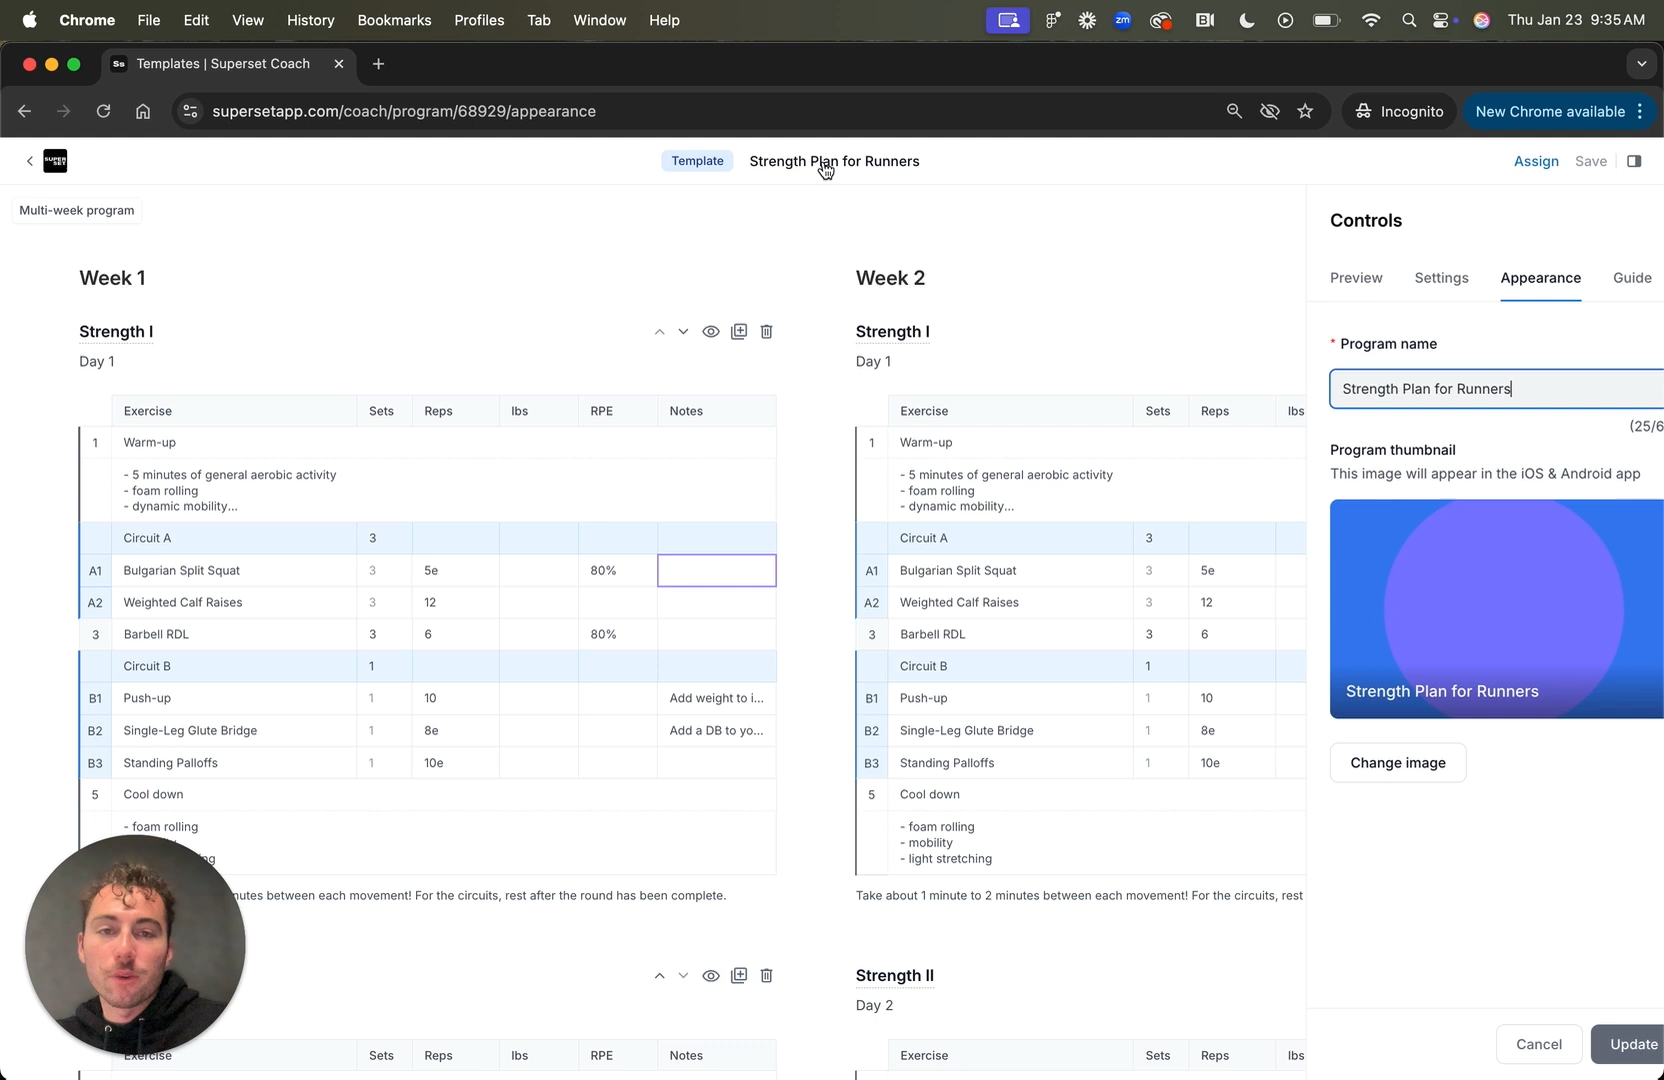 Chrome File Edit View History Bookmarks Profiles Tab Window Help zm Thu Jan 23 9:35 AM
Ss Templates | Superset Coach
supersetapp.com/coach/program/68929/appearance Incognito New Chrome available
SUPER SET Template Strength Plan for Runners Assign Save
Multi-week program
Week 1
Strength I
Day 1
Exercise Sets Reps lbs RPE Notes
1 Warm-up
- 5 minutes of general aerobic activity
- foam rolling
- dynamic mobility...
Circuit A 3
A1 Bulgarian Split Squat 3 5e 80%
A2 Weighted Calf Raises 3 12
3 Barbell RDL 3 6 80%
Circuit B 1
B1 Push-up 1 10 Add weight to i...
B2 Single-Leg Glute Bridge 1 8e Add a DB to yo...
B3 Standing Palloffs 1 10e
5 Cool down
- foam rolling
ng
nutes between each movement! For the circuits, rest after the round has been complete.
Exercise Sets Reps lbs RPE Notes
Week 2
Strength I
Day 1
Exercise Sets Reps lbs
1 Warm-up
- 5 minutes of general aerobic activity
- foam rolling
- dynamic mobility...
Circuit A 3
A1 Bulgarian Split Squat 3 5e
A2 Weighted Calf Raises 3 12
3 Barbell RDL 3 6
Circuit B 1
B1 Push-up 1 10
B2 Single-Leg Glute Bridge 1 8e
B3 Standing Palloffs 1 10e
5 Cool down
- foam rolling
- mobility
- light stretching
Take about 1 minute to 2 minutes between each movement! For the circuits, rest
Strength II
Day 2
Exercise Sets Reps lbs
Controls
Preview Settings Appearance Guide
* Program name
Strength Plan for Runners
(25/6
Program thumbnail
This image will appear in the iOS & Android app
Strength Plan for Runners
Change image
Cancel Update